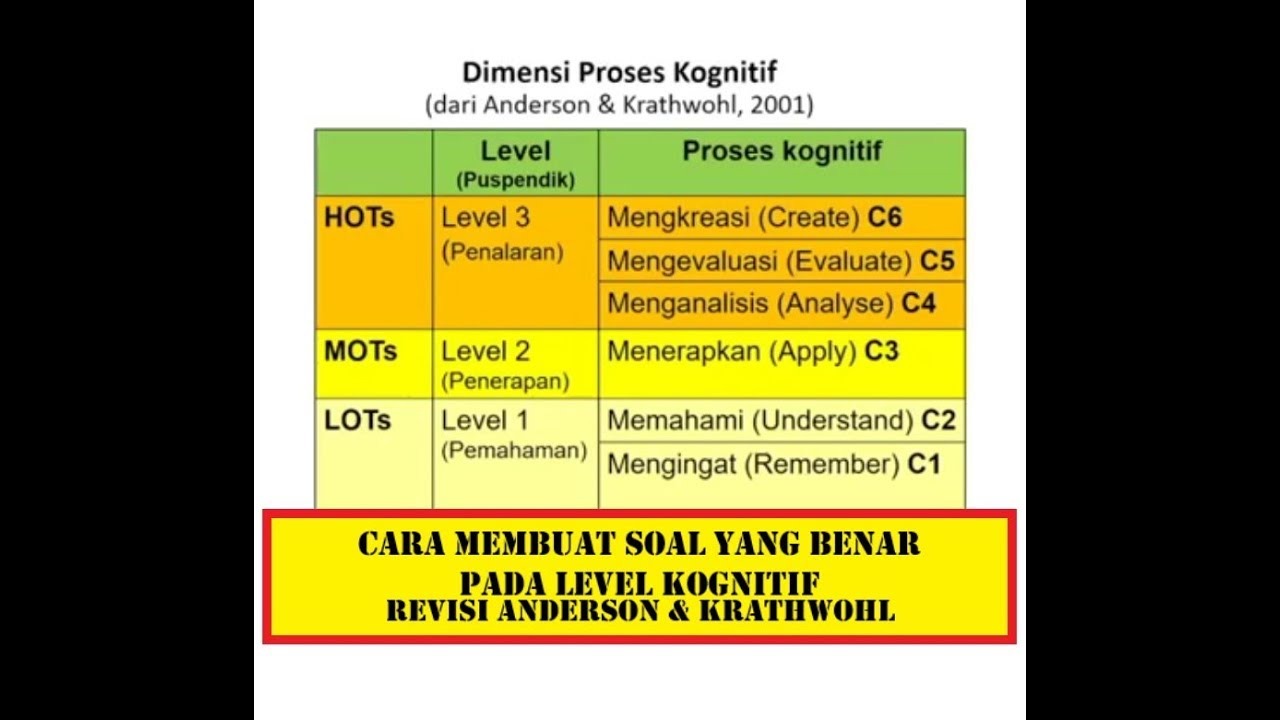 Dimensi Proses Kognitif
(dari Anderson & Krathwohl, 2001)
Level
(Puspendik)
Proses kognitif
HOTs
Level 3
(Penalaran)
Mengkreasi (Create) C6
Mengevaluasi (Evaluate) C5
Menganalisis (Analyse) C4
MOTs
Level 2
(Penerapan)
Menerapkan (Apply) C3
LOTs
Level 1
(Pemahaman)
Memahami (Understand) C2
Mengingat (Remember) C1
CARA MEMBUAT SOAL YANG BENAR
PADA LEVEL KOGNITIF
REVISI ANDERSON & KRATHWOHL